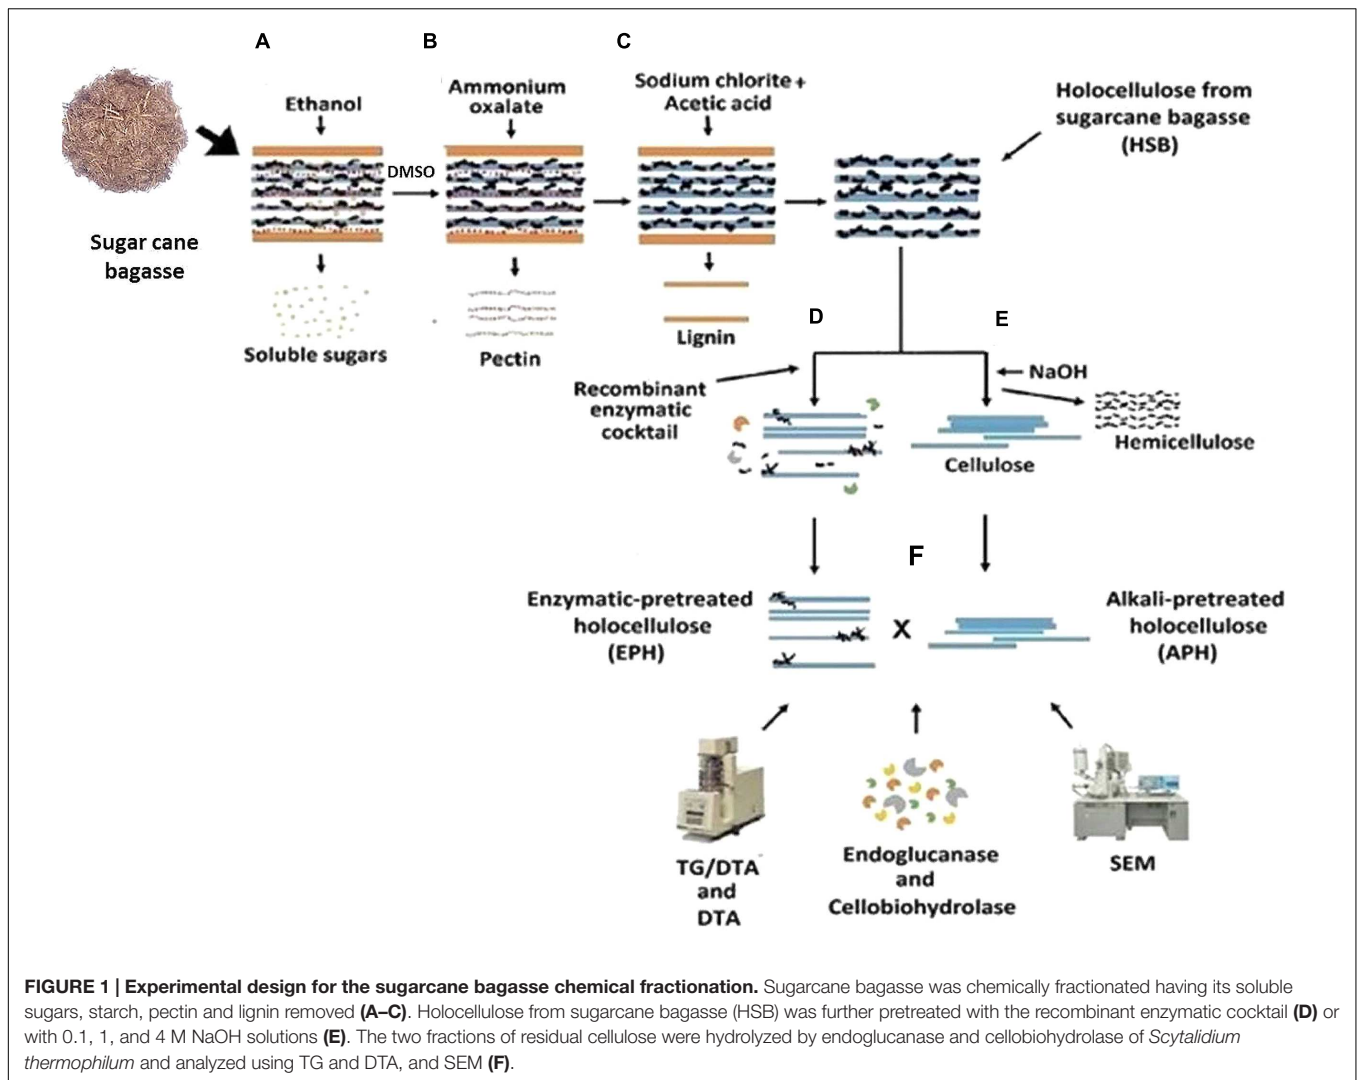 A
B
C
Ethanol
Ammonium
oxalate
Sodium chlorite +
Acetic acid
Holocellulose from
sugarcane bagasse
(HSB)
DMSO
Sugar cane
bagasse
Soluble sugars
Pectin
Lignin
D
E
Recombinant
enzymatic
cocktail
NaOH
Hemicellulose
Cellulose
F
Enzymatic-pretreated
holocellulose
(EPH)
X
Alkali-pretreated
holocellulose
(APH)
TG/DTA
and
DTA
Endoglucanase
and
Cellobiohydrolase
SEM
FIGURE 1 | Experimental design for the sugarcane bagasse chemical fractionation. Sugarcane bagasse was chemically fractionated having its soluble
sugars, starch, pectin and lignin removed (A–C). Holocellulose from sugarcane bagasse (HSB) was further pretreated with the recombinant enzymatic cocktail (D) or
with 0.1, 1, and 4 M NaOH solutions (E). The two fractions of residual cellulose were hydrolyzed by endoglucanase and cellobiohydrolase of Scytalidium
thermophilum and analyzed using TG and DTA, and SEM (F).